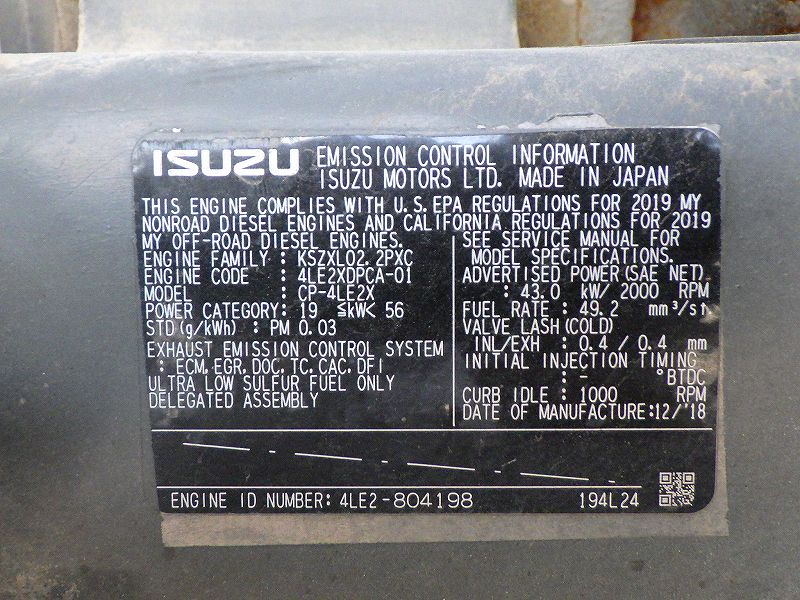 ISUZU EMISSION CONTROL INFORMATION
ISUZU MOTORS LTD. MADE IN JAPAN
THIS ENGINE COMPLIES WITH U.S.EPA REGULATIONS FOR 2019 MY
NONROAD DIESEL ENGINES AND CALIFORNIA REGULATIONS FOR 2019
MY OFF-ROAD DIESEL ENGINES.
ENGINE FAMILY : KSZXL02.2PXC
ENGINE CODE : 4LE2XDPCA-01
MODEL : CP-4LE2X
POWER CATEGORY: 19 ≦kW< 56
STD(g/kWh) : PM 0.03
EXHAUST EMISSION CONTROL SYSTEM
: ECM, EGR, DOC, TC, CAC, DFI
ULTRA LOW SULFUR FUEL ONLY
DELEGATED ASSEMBLY
SEE SERVICE MANUAL FOR
MODEL SPECIFICATIONS.
ADVERTISED POWER(SAE NET)
: 43.0 kW/ 2000 RPM
FUEL RATE : 49.2 mm³/st
VALVE LASH(COLD)
INL/EXH : 0.4 / 0.4 mm
INITIAL INJECTION TIMING
: - °BTDC
CURB IDLE : 1000 RPM
DATE OF MANUFACTURE:12/'18
ENGINE ID NUMBER: 4LE2-804198
194L24